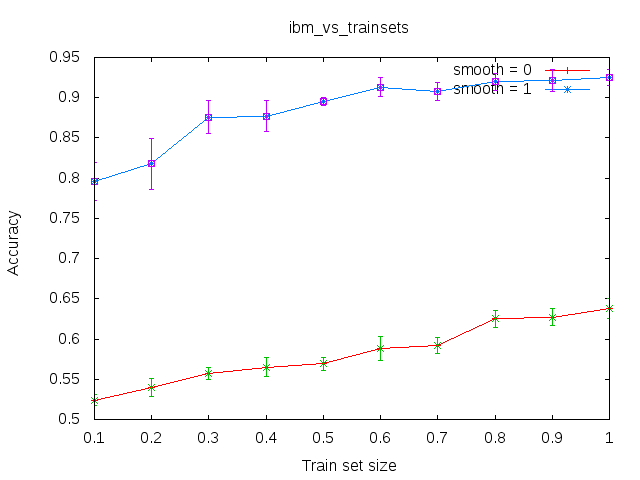 ibm_vs_trainsets
0.95
0.9
0.85
0.8
0.75
0.7
0.65
0.6
0.55
0.5
smooth = 0
smooth = 1
Accuracy
0.1 0.2 0.3 0.4 0.5 0.6 0.7 0.8 0.9 1
Train set size